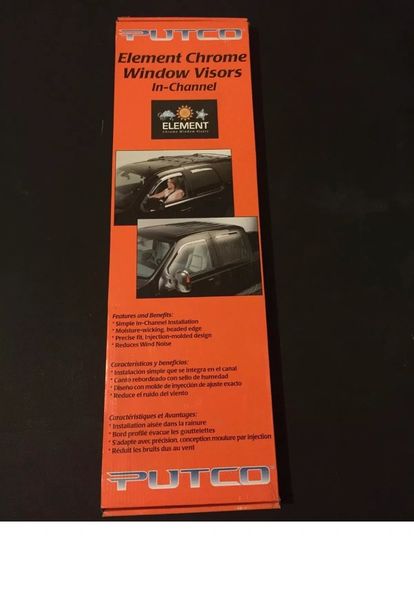 PUTCO
Element Chrome
Window Visors
In-Channel
ELEMENT
Chrome Window Visors
Features and Benefits:
* Simple In-Channel Installation
* Moisture-wicking, beaded edge
* Precise fit, Injection-molded design
* Reduces Wind Noise
Característicos y beneficios:
* Instalación simple que se integra en el canal
* Canto rebordeado con sello de humedad
* Diseño con molde de inyección de ajuste exacto
* Reduce el ruido del viento
Caractéristiques et Avantages:
* Installation aisée dans la rainure
* Bord profilé évacue les gouttelettes
* S'adapte avec précision, conception moulure par injection
* Réduit les bruits dus au vent
PUTCO